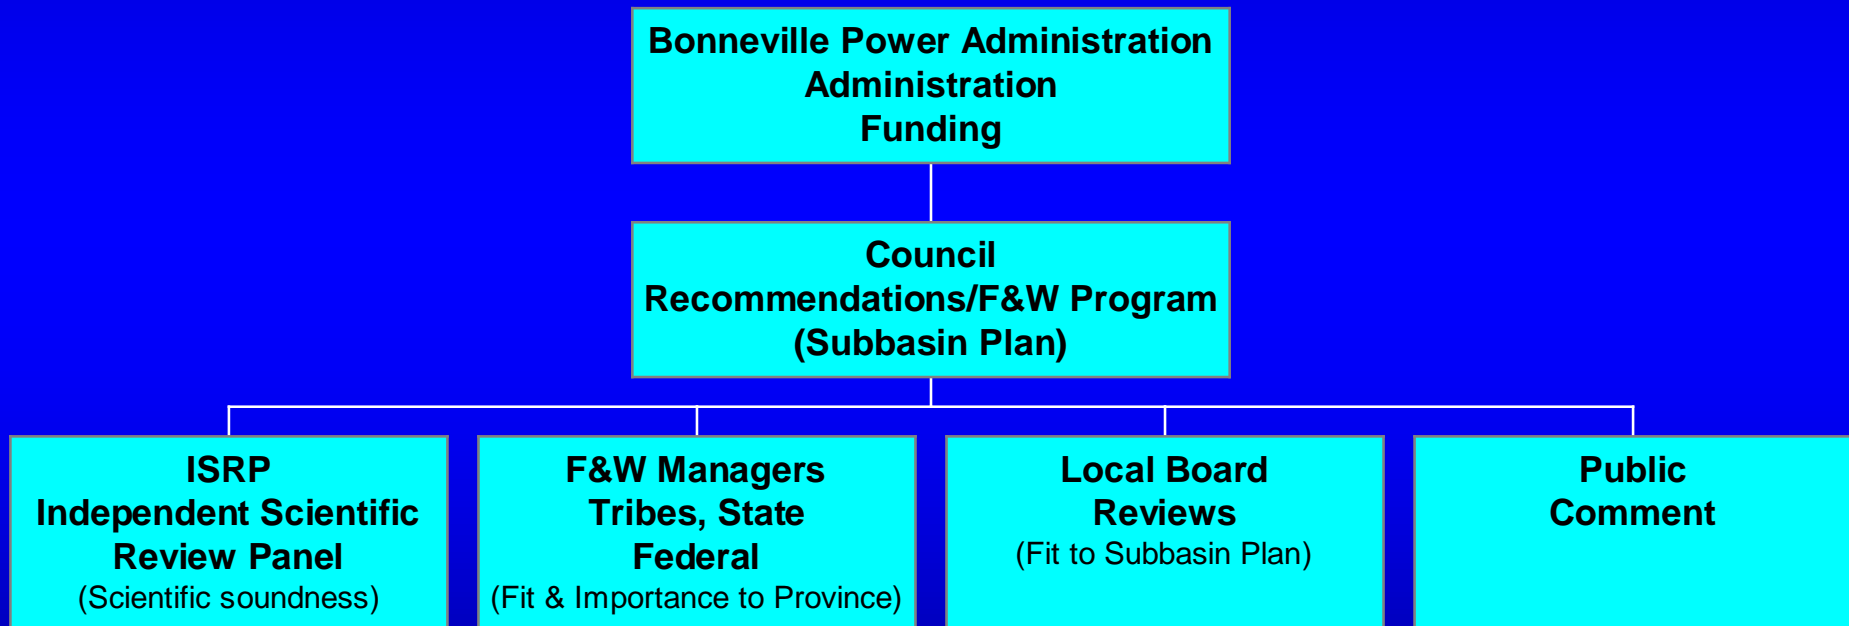 Bonneville Power Administration
Administration
Funding
Council
Recommendations/F&W Program
(Subbasin Plan)
ISRP
Independent Scientific
Review Panel
(Scientific soundness)
F&W Managers
Tribes, State
Federal
(Fit & Importance to Province)
Local Board
Reviews
(Fit to Subbasin Plan)
Public
Comment